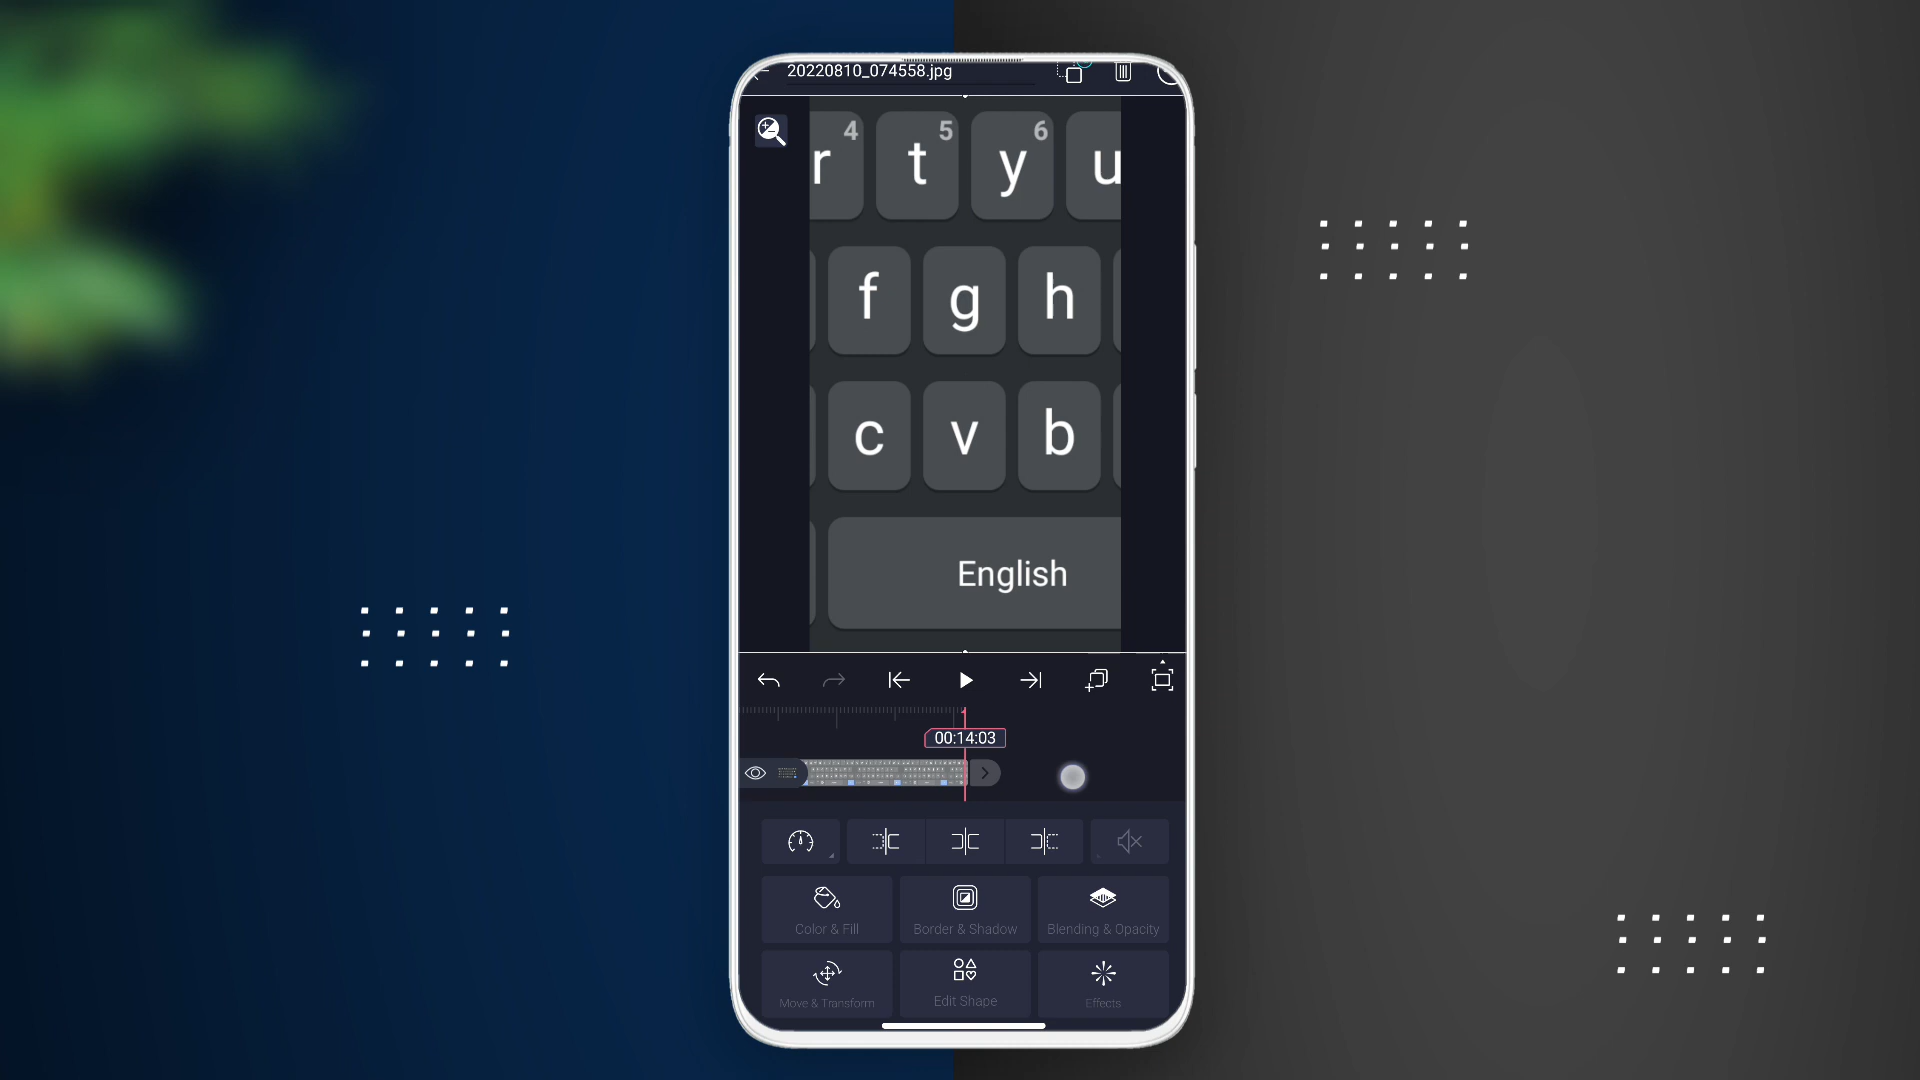 20220810_074558.jpg
4 5 6
r t y u
f g h
c v b
English
00:14:03
Color & Fill
Border & Shadow
Blending & Opacity
Move & Transform
Edit Shape
Effects